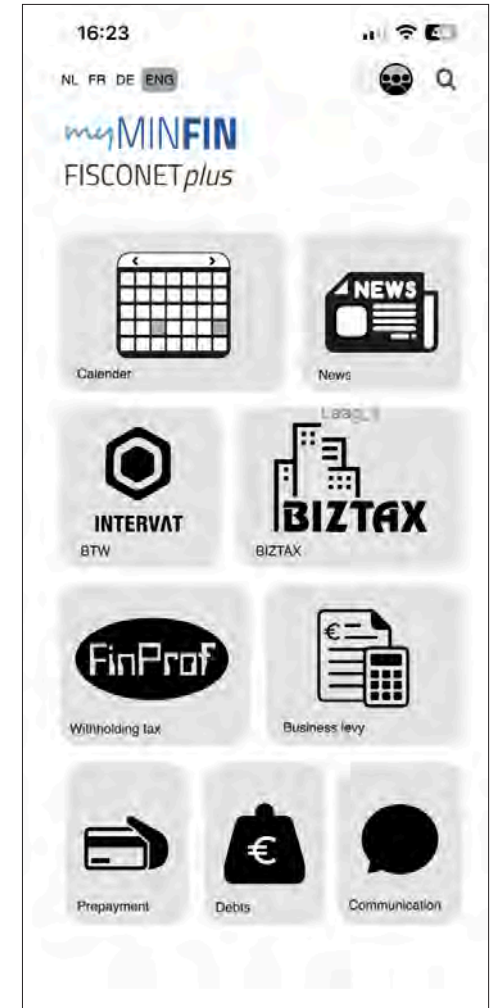 16:23
NL FR DE ENG
myMINFIN
FISCONETplus
NEWS
Calender
News
Laag_1
INTERVAT
BIZTAX
BTW
BIZTAX
FinProf
€
Withholding tax
Business levy
€
Prepayment
Debts
Communication